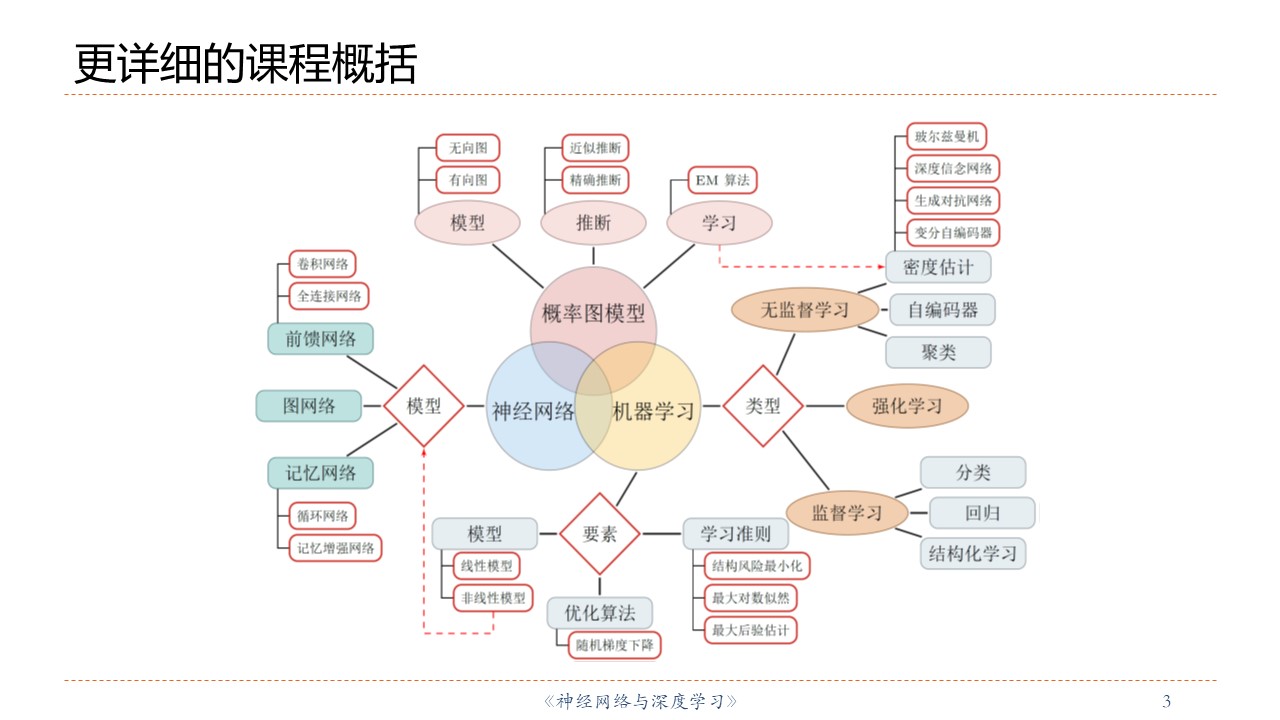 更详细的课程概括
无向图
有向图
模型
近似推断
精确推断
推断
EM 算法
学习
玻尔兹曼机
深度信念网络
生成对抗网络
变分自编码器
密度估计
无监督学习
自编码器
聚类
概率图模型
神经网络
机器学习
卷积网络
全连接网络
前馈网络
图网络
模型
记忆网络
循环网络
记忆增强网络
类型
强化学习
监督学习
分类
回归
结构化学习
要素
模型
线性模型
非线性模型
优化算法
随机梯度下降
学习准则
结构风险最小化
最大对数似然
最大后验估计
《神经网络与深度学习》
3